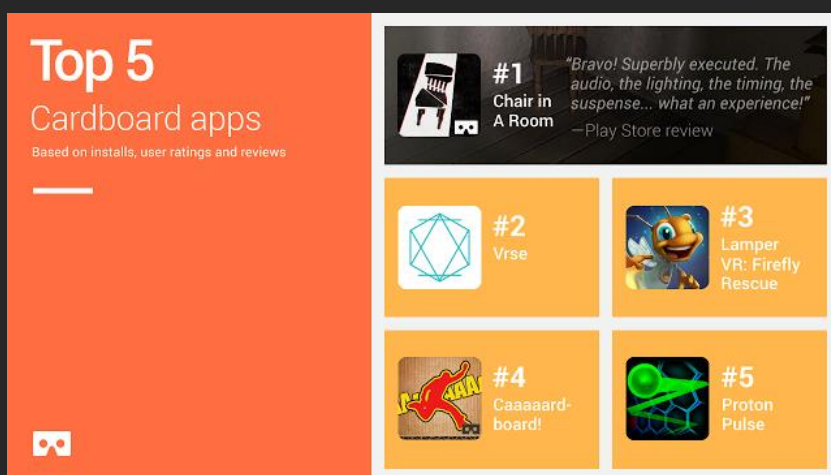 Top 5
Cardboard apps
Based on installs, user ratings and reviews
#1
Chair in
A Room
“Bravo! Superbly executed. The
audio, the lighting, the timing, the
suspense... what an experience!”
—Play Store review
#2
Vrse
#3
Lamper
VR: Firefly
Rescue
#4
Caaaaard-
board!
#5
Proton
Pulse